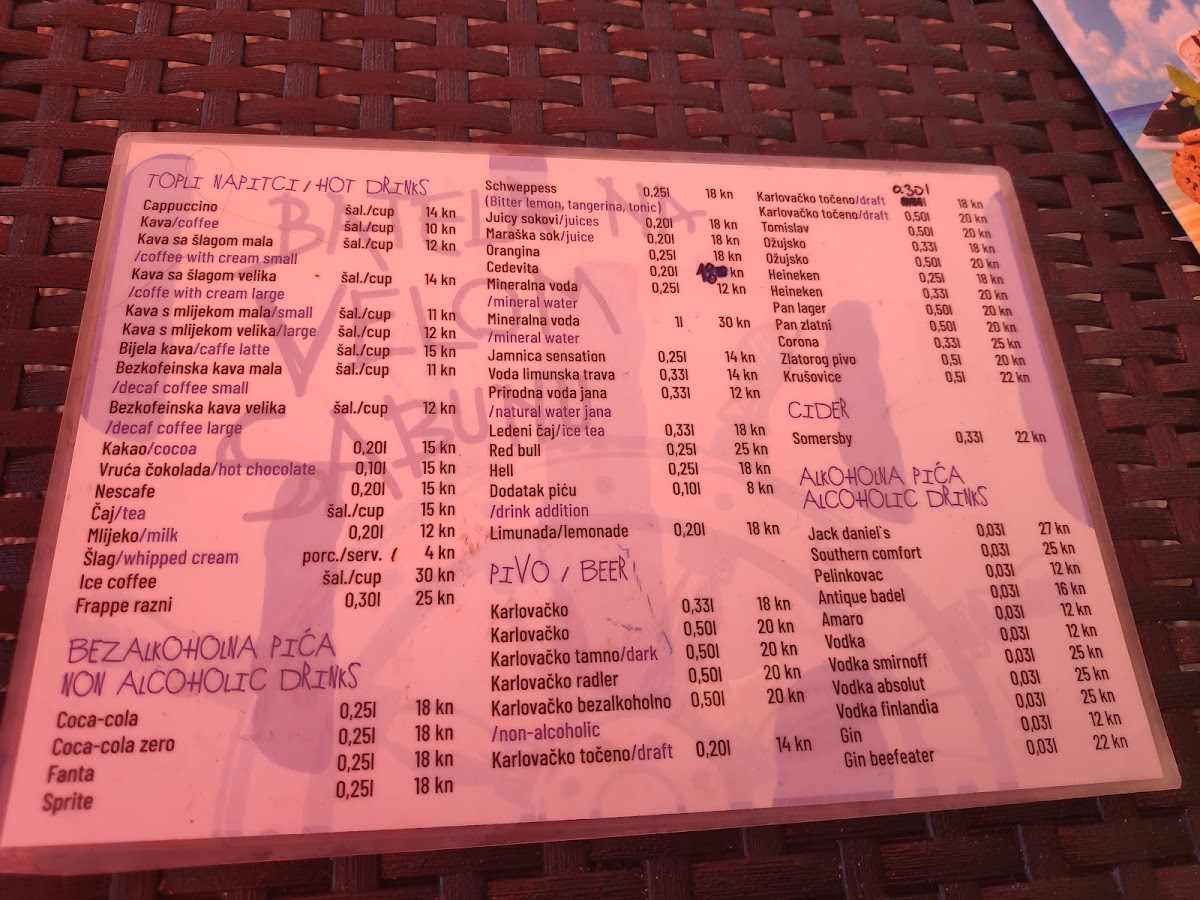 TOPLI NAPITCI / HOT DRINKS
Cappuccino šal./cup 14 kn
Kava/coffee šal./cup 10 kn
Kava sa šlagom mala šal./cup 12 kn
/coffee with cream small
Kava sa šlagom velika šal./cup 14 kn
/coffe with cream large
Kava s mlijekom mala/small šal./cup 11 kn
Kava s mlijekom velika/large šal./cup 12 kn
Bijela kava/caffe latte šal./cup 15 kn
Bezkofeinska kava mala šal./cup 11 kn
/decaf coffee small
Bezkofeinska kava velika šal./cup 12 kn
/decaf coffee large
Kakao/cocoa 0,20l 15 kn
Vruća čokolada/hot chocolate 0,10l 15 kn
Nescafe 0,20l 15 kn
Čaj/tea šal./cup 15 kn
Mlijeko/milk 0,20l 12 kn
Šlag/whipped cream porc./serv. 4 kn
Ice coffee šal./cup 30 kn
Frappe razni 0,30l 25 kn
BEZALKOHOLNA PIĆA
NON ALCOHOLIC DRINKS
Coca-cola 0,25l 18 kn
Coca-cola zero 0,25l 18 kn
Fanta 0,25l 18 kn
Sprite 0,25l 18 kn
Schweppess 0,25l 18 kn
(Bitter lemon, tangerina, tonic)
Juicy sokovi/juices 0,20l 18 kn
Maraška sok/juice 0,20l 18 kn
Orangina 0,25l 18 kn
Cedevita 0,20l 18 kn
Mineralna voda 0,25l 12 kn
/mineral water
Mineralna voda 1l 30 kn
/mineral water
Jamnica sensation 0,25l 14 kn
Voda limunska trava 0,33l 14 kn
Prirodna voda jana 0,33l 12 kn
/natural water jana
Ledeni čaj/ice tea 0,33l 18 kn
Red bull 0,25l 25 kn
Hell 0,25l 18 kn
Dodatak piću 0,10l 8 kn
/drink addition
Limunada/lemonade 0,20l 18 kn
PIVO / BEER
Karlovačko 0,33l 18 kn
Karlovačko 0,50l 20 kn
Karlovačko tamno/dark 0,50l 20 kn
Karlovačko radler 0,50l 20 kn
Karlovačko bezalkoholno 0,50l 20 kn
/non-alcoholic
Karlovačko točeno/draft 0,20l 14 kn
Karlovačko točeno/draft 0.30l 18 kn
Karlovačko točeno/draft 0,50l 20 kn
Tomislav 0,50l 20 kn
Ožujsko 0,33l 18 kn
Ožujsko 0,50l 20 kn
Heineken 0,25l 18 kn
Heineken 0,33l 20 kn
Pan lager 0,50l 20 kn
Pan zlatni 0,50l 20 kn
Corona 0,33l 25 kn
Zlatorog pivo 0,5l 20 kn
Krušovice 0,5l 22 kn
CIDER
Somersby 0,33l 22 kn
ALKOHOLNA PIĆA
ALCOHOLIC DRINKS
Jack daniel's 0,03l 27 kn
Southern comfort 0,03l 25 kn
Pelinkovac 0,03l 12 kn
Antique badel 0,03l 16 kn
Amaro 0,03l 12 kn
Vodka 0,03l 12 kn
Vodka smirnoff 0,03l 25 kn
Vodka absolut 0,03l 25 kn
Vodka finlandia 0,03l 25 kn
Gin 0,03l 12 kn
Gin beefeater 0,03l 22 kn
BATEL NA
VELOM
SABUNU